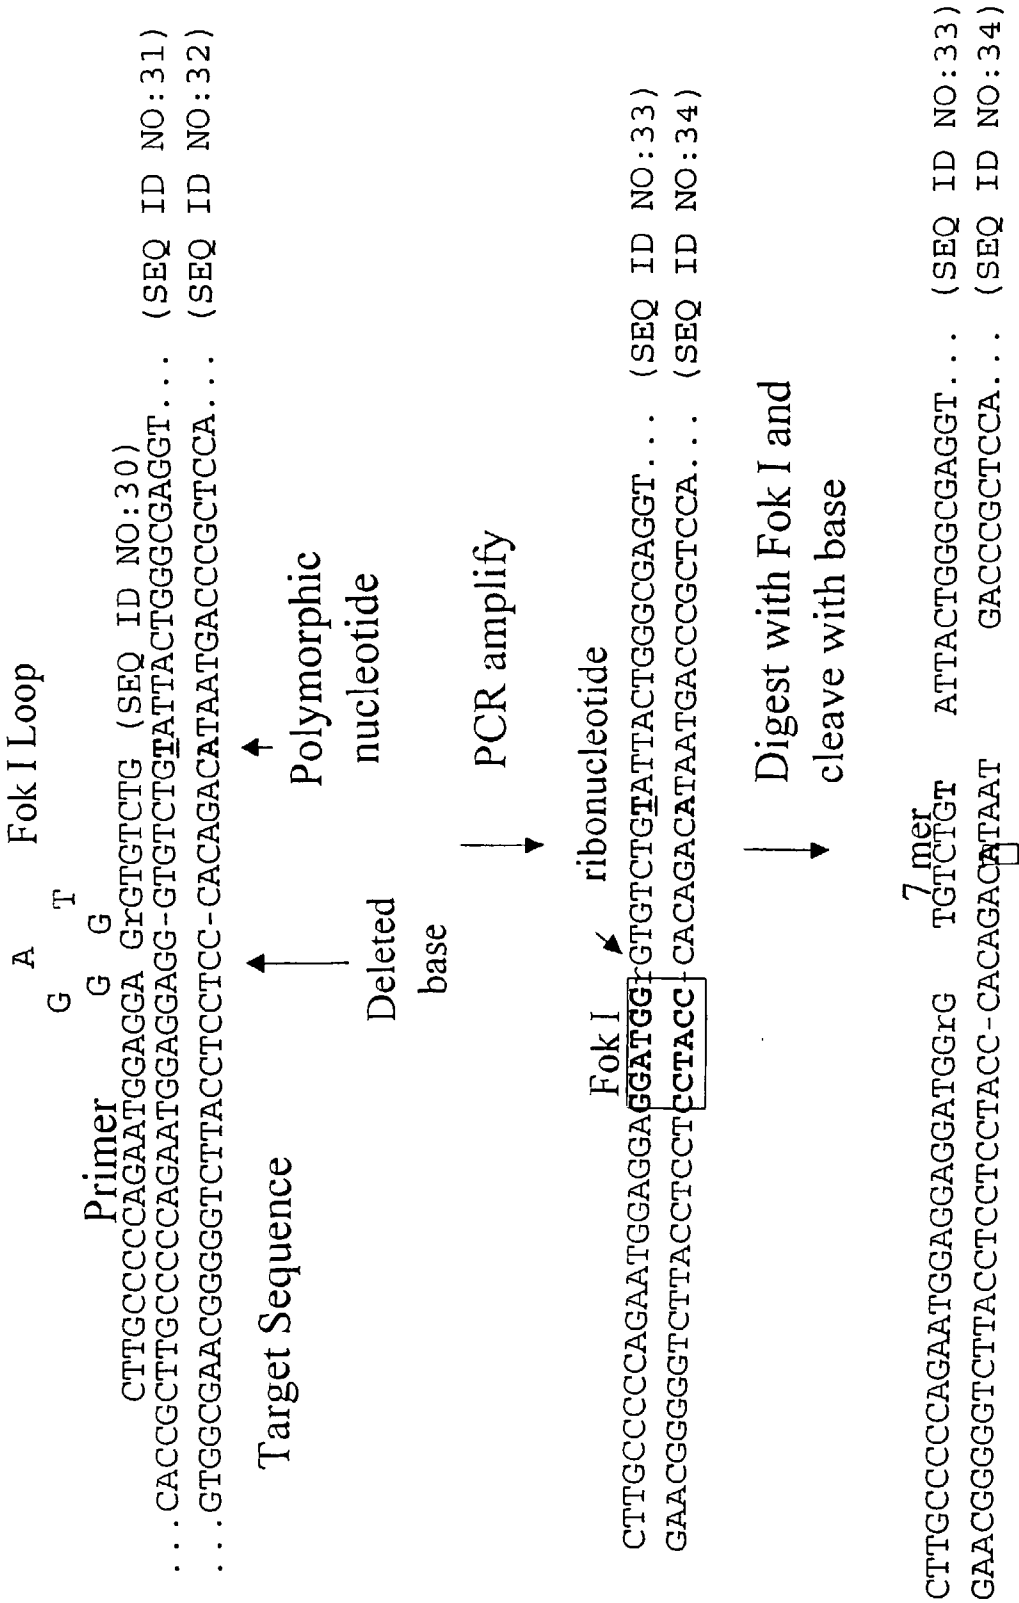 Fok I Loop
A
G T
G G
Primer
CTTGCCCCAGAATGGAGGA GrGTGTCTG (SEQ ID NO:30)
...CACCGCTTGCCCCCAGAATGGAGGAGG-GTGTCTGTATTACTGGGCGAGGT... (SEQ ID NO:31)
...GTGGCGAACGGGGGTCTTACCTCCTCC-CACAGACATAATGACCCGCTCCA... (SEQ ID NO:32)
Target Sequence
Deleted base
Polymorphic nucleotide
PCR amplify
Fok I
ribonucleotide
CTTGCCCCCAGAATGGAGGAGGATGGrGTGTCTGTATTACTGGGCGAGGT... (SEQ ID NO:33)
GAACGGGGGTCTTACCTCCTCCTACC-CACAGACATAATGACCCGCTCCA... (SEQ ID NO:34)
Digest with Fok I and cleave with base
7 mer
CTTGCCCCCAGAATGGAGGAGGATGGrG TGTCTGT ATTACTGGGCGAGGT... (SEQ ID NO:33)
GAACGGGGGTCTTACCTCCTCCTACC-CACAGACATAAT GACCCGCTCCA... (SEQ ID NO:34)